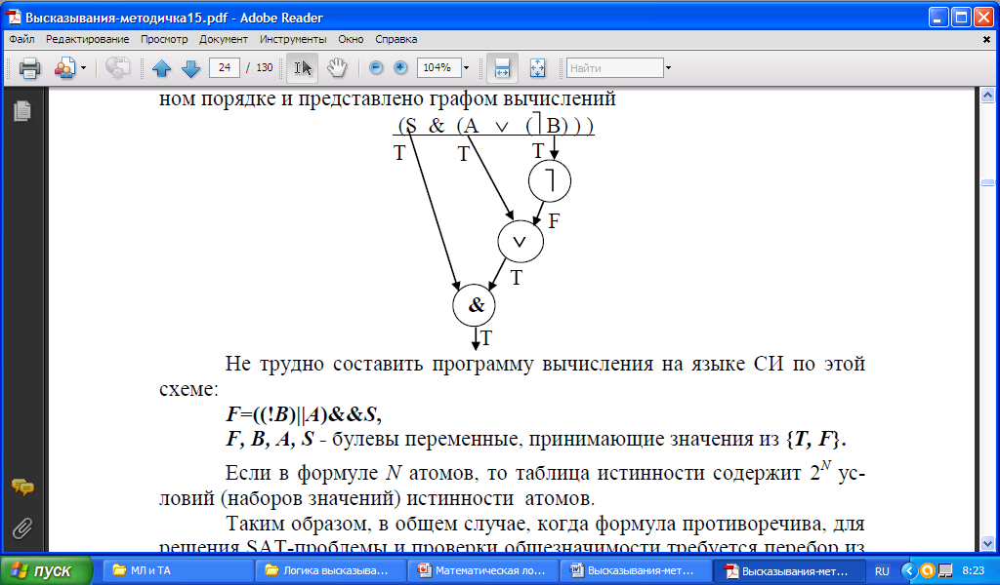 Высказывания-методичка15.pdf - Adobe Reader
Файл Редактирование Просмотр Документ Инструменты Окно Справка
24 / 130 104% Найти
ном порядке и представлено графом вычислений
(S & (A ∨ (⎤B) ) )
T T T
⎤
F
∨
T
&
T
Не трудно составить программу вычисления на языке СИ по этой
схеме:
F=((!B)||A)&&S,
F, B, A, S - булевы переменные, принимающие значения из {T, F}.
Если в формуле N атомов, то таблица истинности содержит 2^N ус-
ловий (наборов значений) истинности атомов.
Таким образом, в общем случае, когда формула противоречива, для
решения SAT-проблемы и проверки общезначимости требуется перебор из
пуск МЛ и ТА Логика высказыва... Математическая ло... Высказывания-мет... Высказывания-мет... RU 8:23